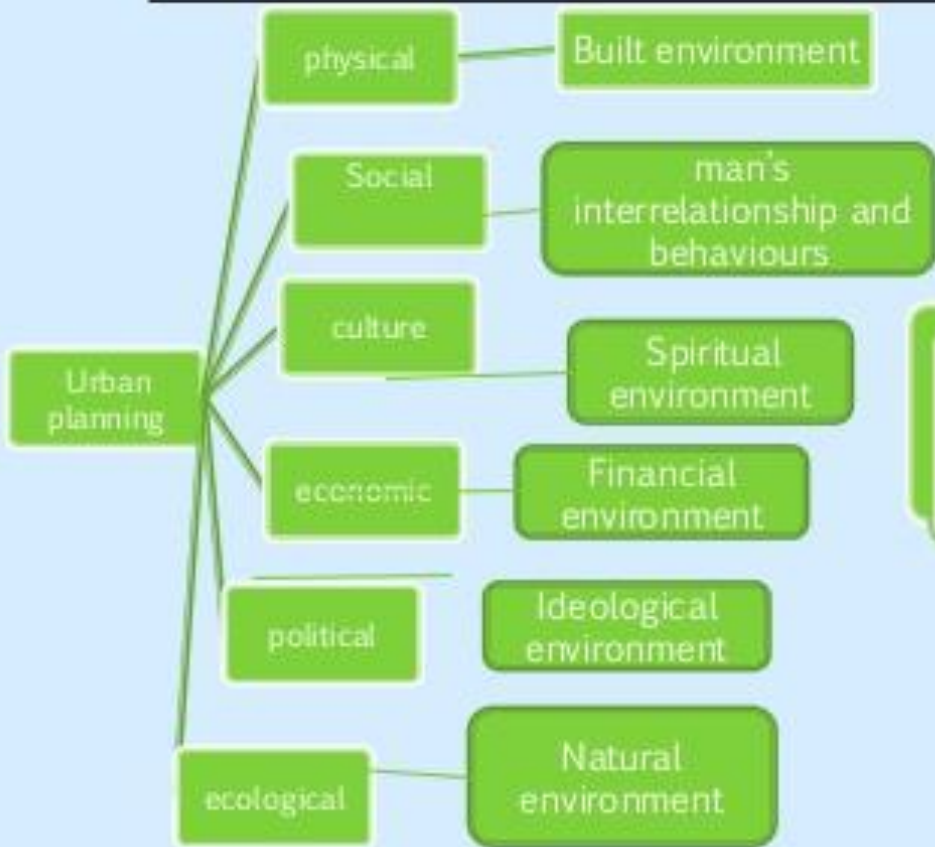 physical
Built environment
Social
man's
interrelationship and
behaviours
culture
Spiritual
environment
Urban
planning
economic
Financial
environment
political
Ideological
environment
ecological
Natural
environment